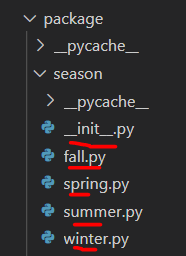 package
__pycache__
season
__pycache__
__init__.py
fall.py
spring.py
summer.py
winter.py